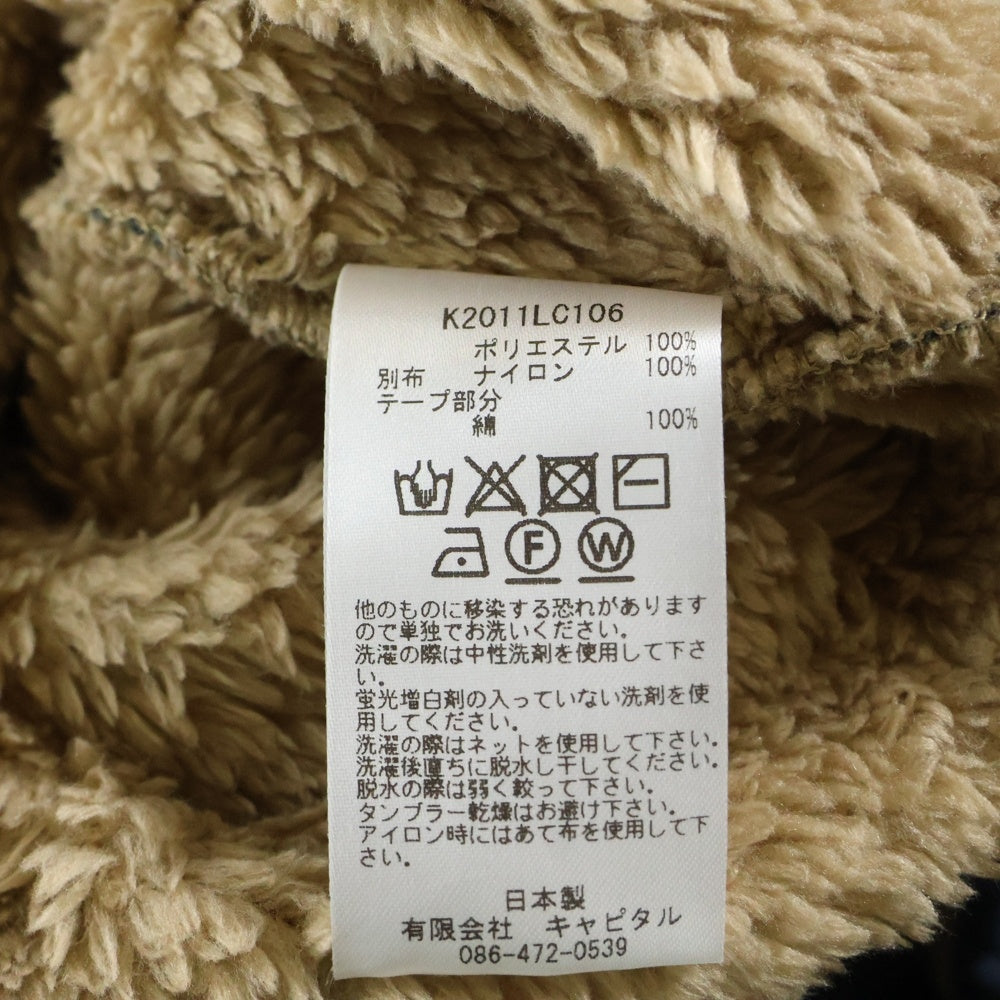 K2011LC106
ポリエステル 100%
別布 ナイロン 100%
テープ部分
綿 100%
F W
他のものに移染する恐れがあります
ので単独でお洗いください。
洗濯の際は中性洗剤を使用して下さ
い。
蛍光増白剤の入っていない洗剤を使
用してください。
洗濯の際はネットを使用して下さい。
洗濯後直ちに脱水し干してください。
脱水の際は弱く絞って下さい。
タンブラー乾燥はお避け下さい。
アイロン時にはあて布を使用して下
さい。
日本製
有限会社 キャピタル
086-472-0539